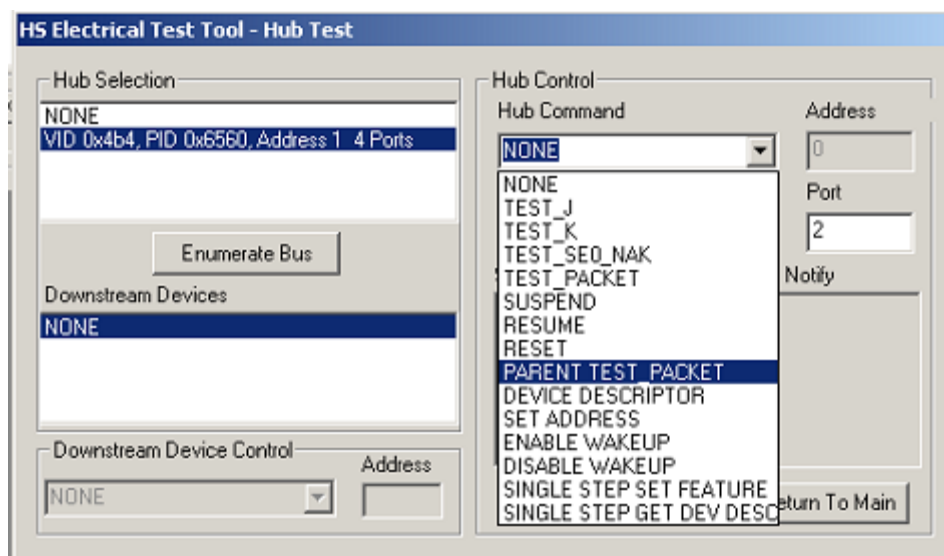 HS Electrical Test Tool - Hub Test
Hub Selection
NONE
VID 0x4b4, PID 0x6560, Address 1 4 Ports
Enumerate Bus
Downstream Devices
NONE
Downstream Device Control
Address
NONE
Hub Control
Hub Command
Address
NONE
0
Port
2
NONE
TEST_J
TEST_K
TEST_SE0_NAK
TEST_PACKET
SUSPEND
RESUME
RESET
PARENT TEST_PACKET
DEVICE DESCRIPTOR
SET ADDRESS
ENABLE WAKEUP
DISABLE WAKEUP
SINGLE STEP SET FEATURE
SINGLE STEP GET DEV DESC
Notify
eturn To Main